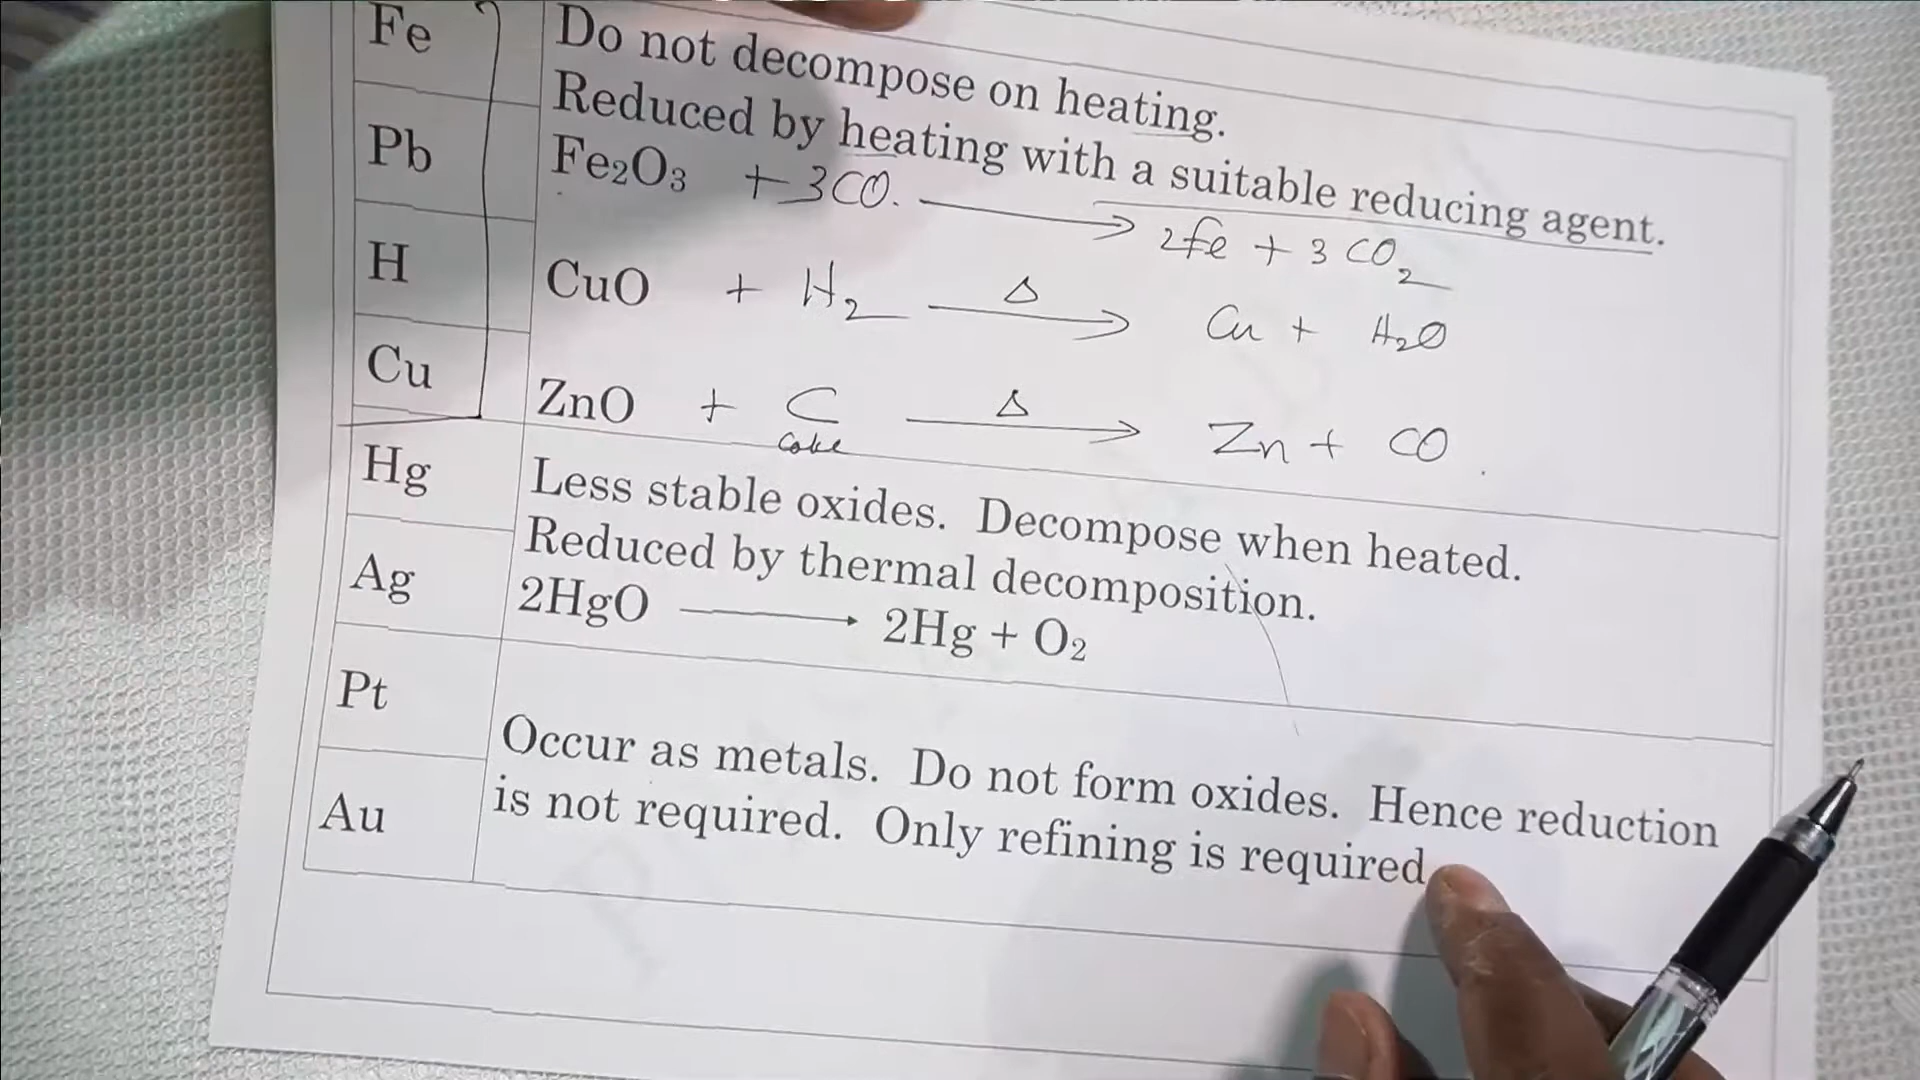 Fe
Do not decompose on heating.
Reduced by heating with a suitable reducing agent.
Pb
Fe₂O₃ + 3CO. ⟶ 2Fe + 3CO₂
H
CuO + H₂ —Δ→ Cu + H₂O
Cu
ZnO + C —Δ→ Zn + CO.
Coke
Hg
Less stable oxides. Decompose when heated.
Reduced by thermal decomposition.
Ag
2HgO ⟶ 2Hg + O₂
Pt
Occur as metals. Do not form oxides. Hence reduction
Au
is not required. Only refining is required